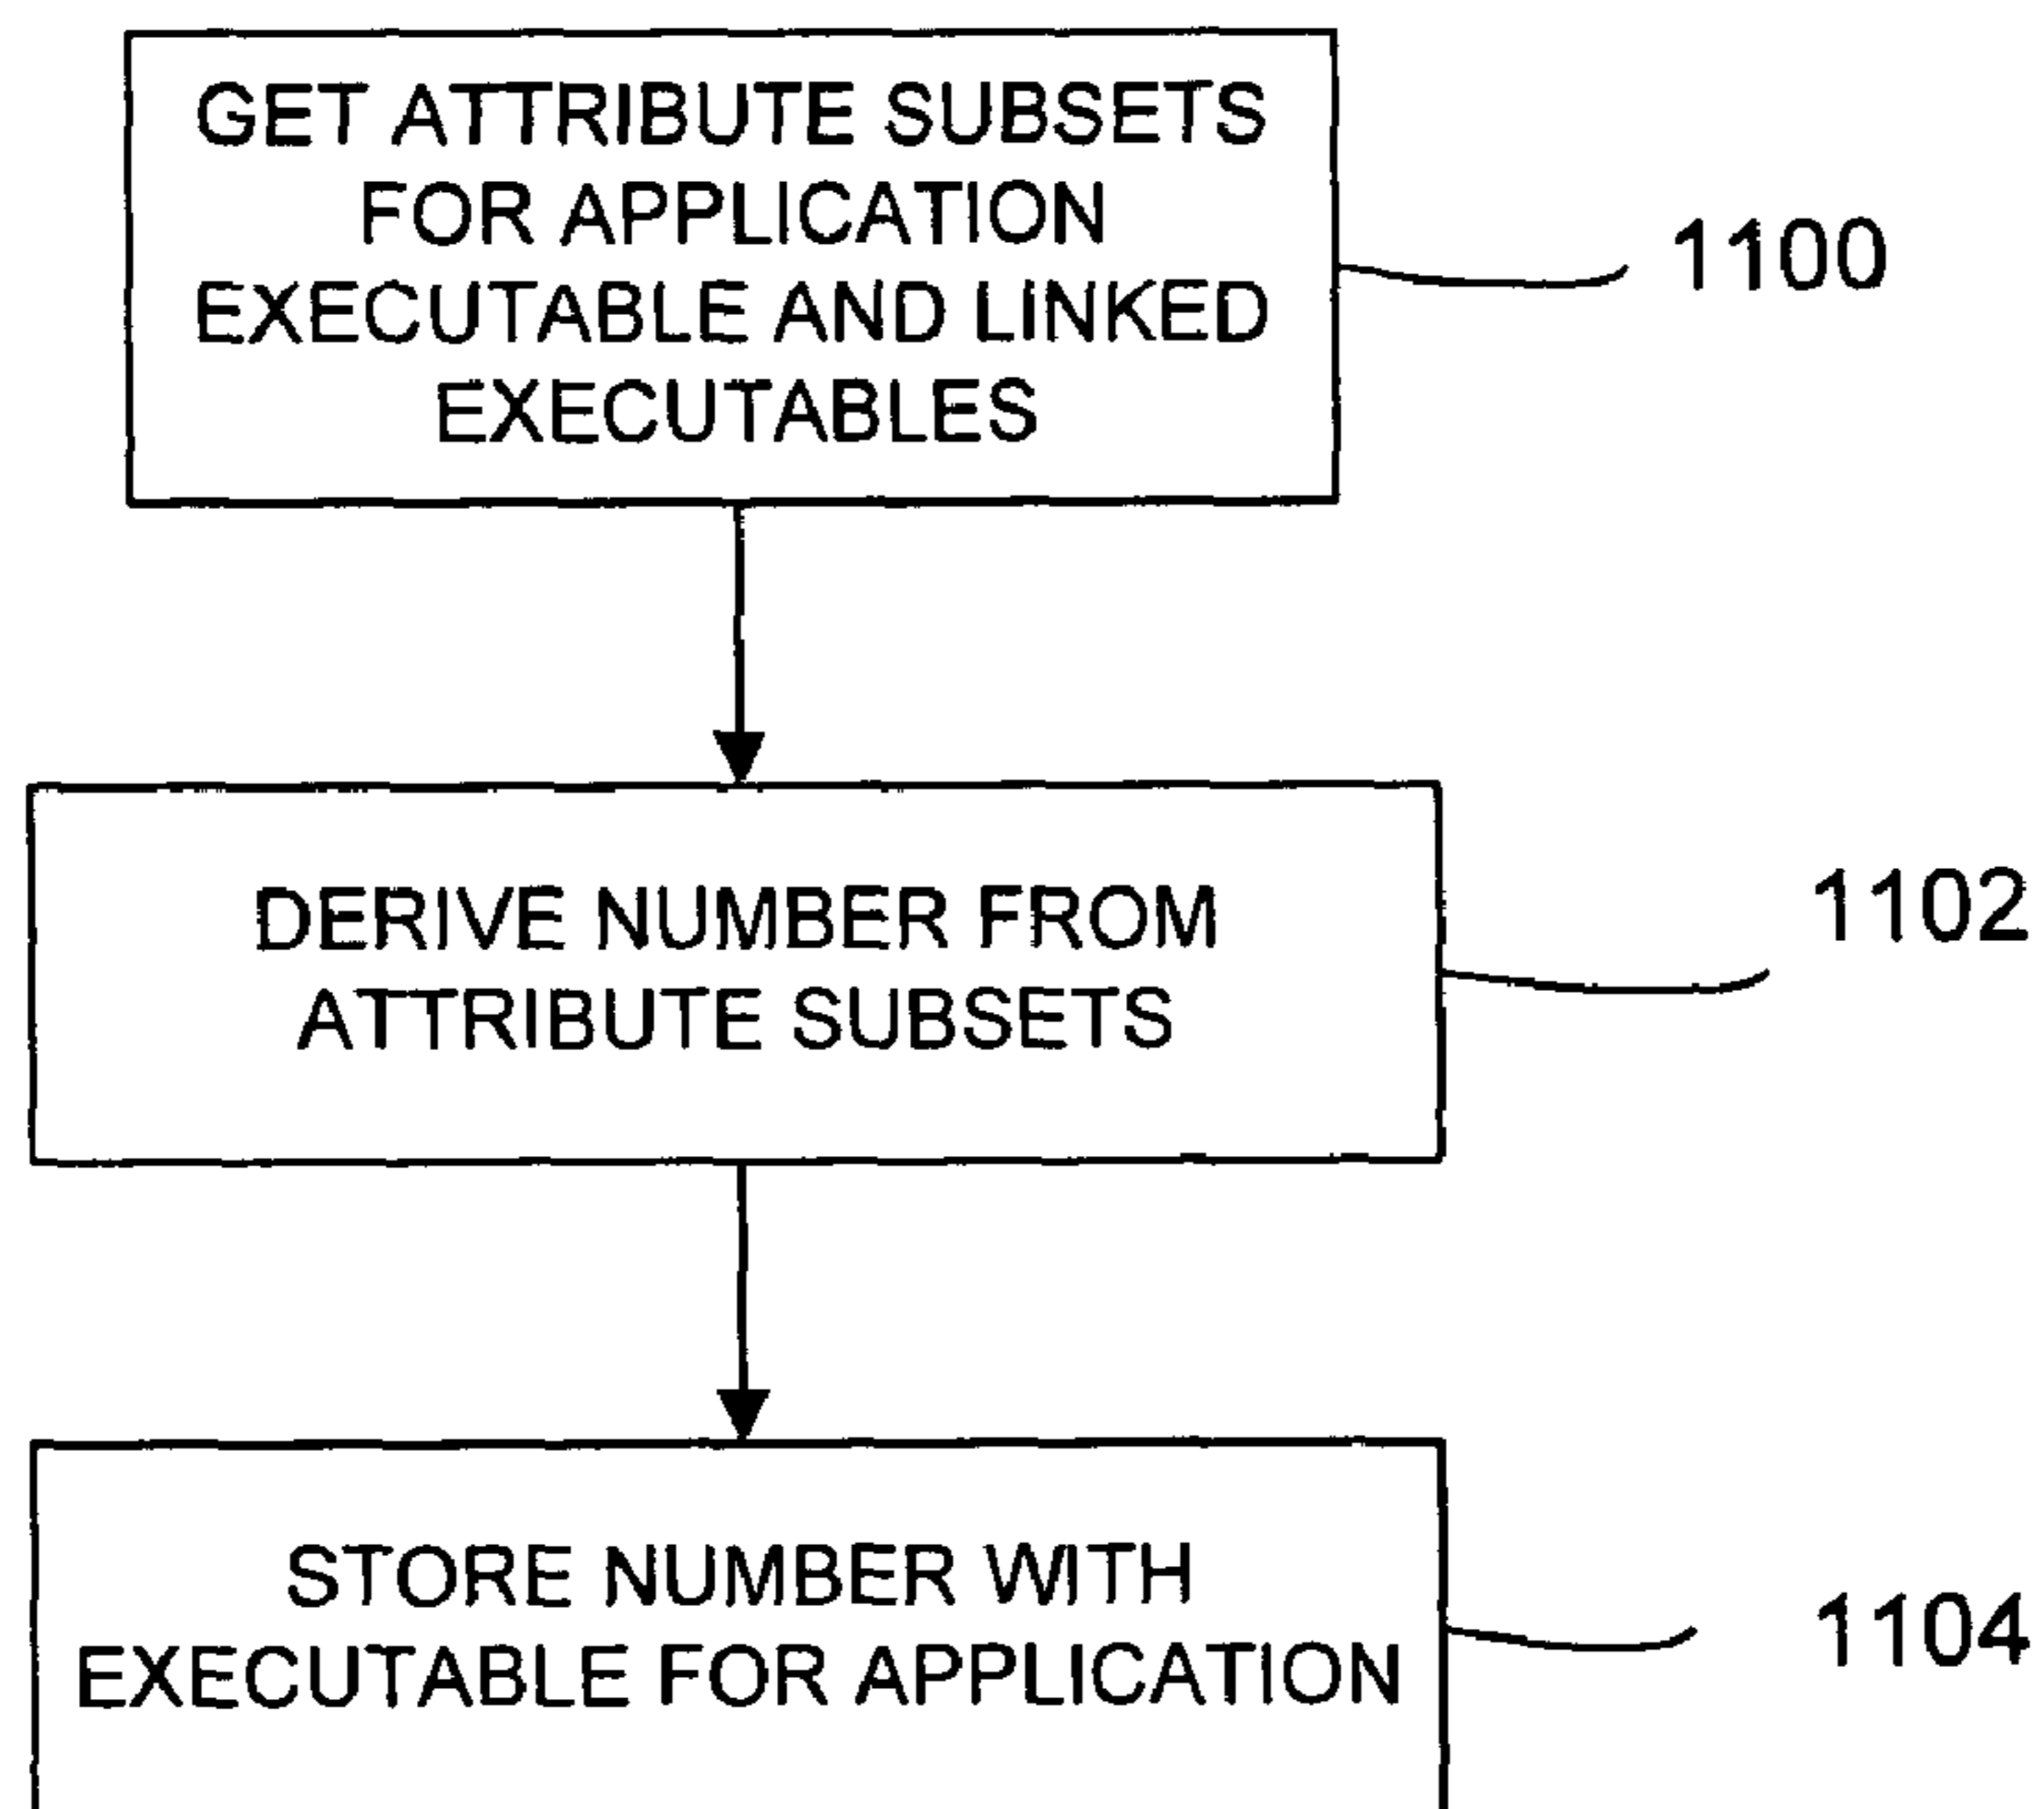 GET ATTRIBUTE SUBSETS
FOR APPLICATION
EXECUTABLE AND LINKED
EXECUTABLES
1100
DERIVE NUMBER FROM
ATTRIBUTE SUBSETS
1102
STORE NUMBER WITH
EXECUTABLE FOR APPLICATION
1104